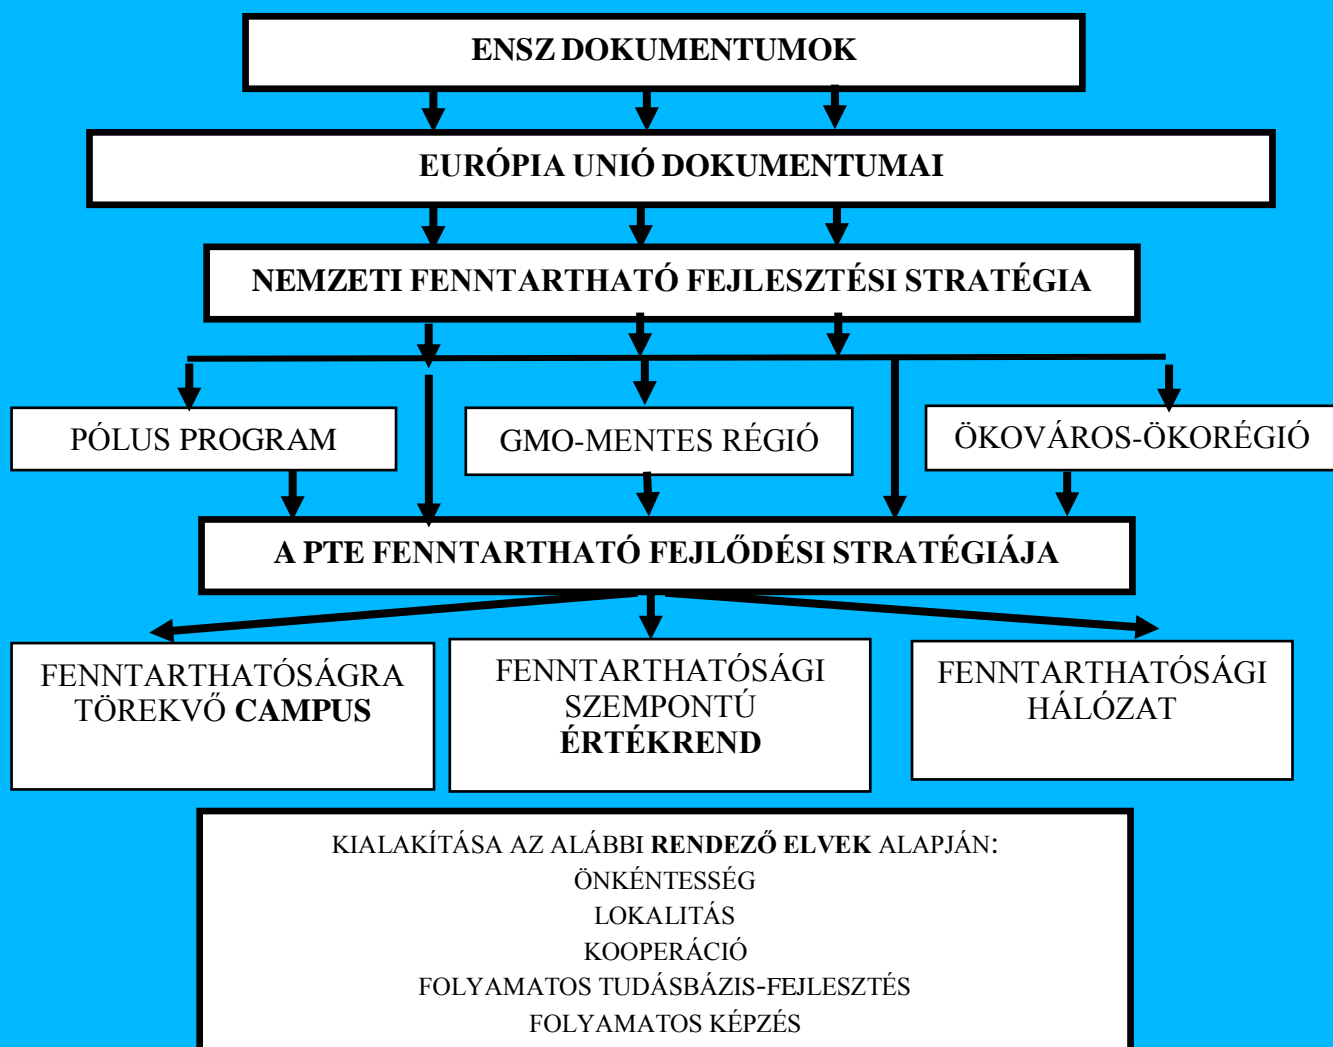 ENSZ DOKUMENTUMOK
EURÓPIA UNIÓ DOKUMENTUMAI
NEMZETI FENNTARTHATÓ FEJLESZTÉSI STRATÉGIA
PÓLUS PROGRAM
GMO-MENTES RÉGIÓ
ÖKOVÁROS-ÖKORÉGIÓ
A PTE FENNTARTHATÓ FEJLŐDÉSI STRATÉGIÁJA
FENNTARTHATÓSÁGRA
TÖREKVŐ CAMPUS
FENNTARTHATÓSÁGI
SZEMPONTÚ
ÉRTÉKREND
FENNTARTHATÓSÁGI
HÁLÓZAT
KIALAKÍTÁSA AZ ALÁBBI RENDEZŐ ELVEK ALAPJÁN:
ÖNKÉNTESSÉG
LOKALITÁS
KOOPERÁCIÓ
FOLYAMATOS TUDÁSBÁZIS-FEJLESZTÉS
FOLYAMATOS KÉPZÉS